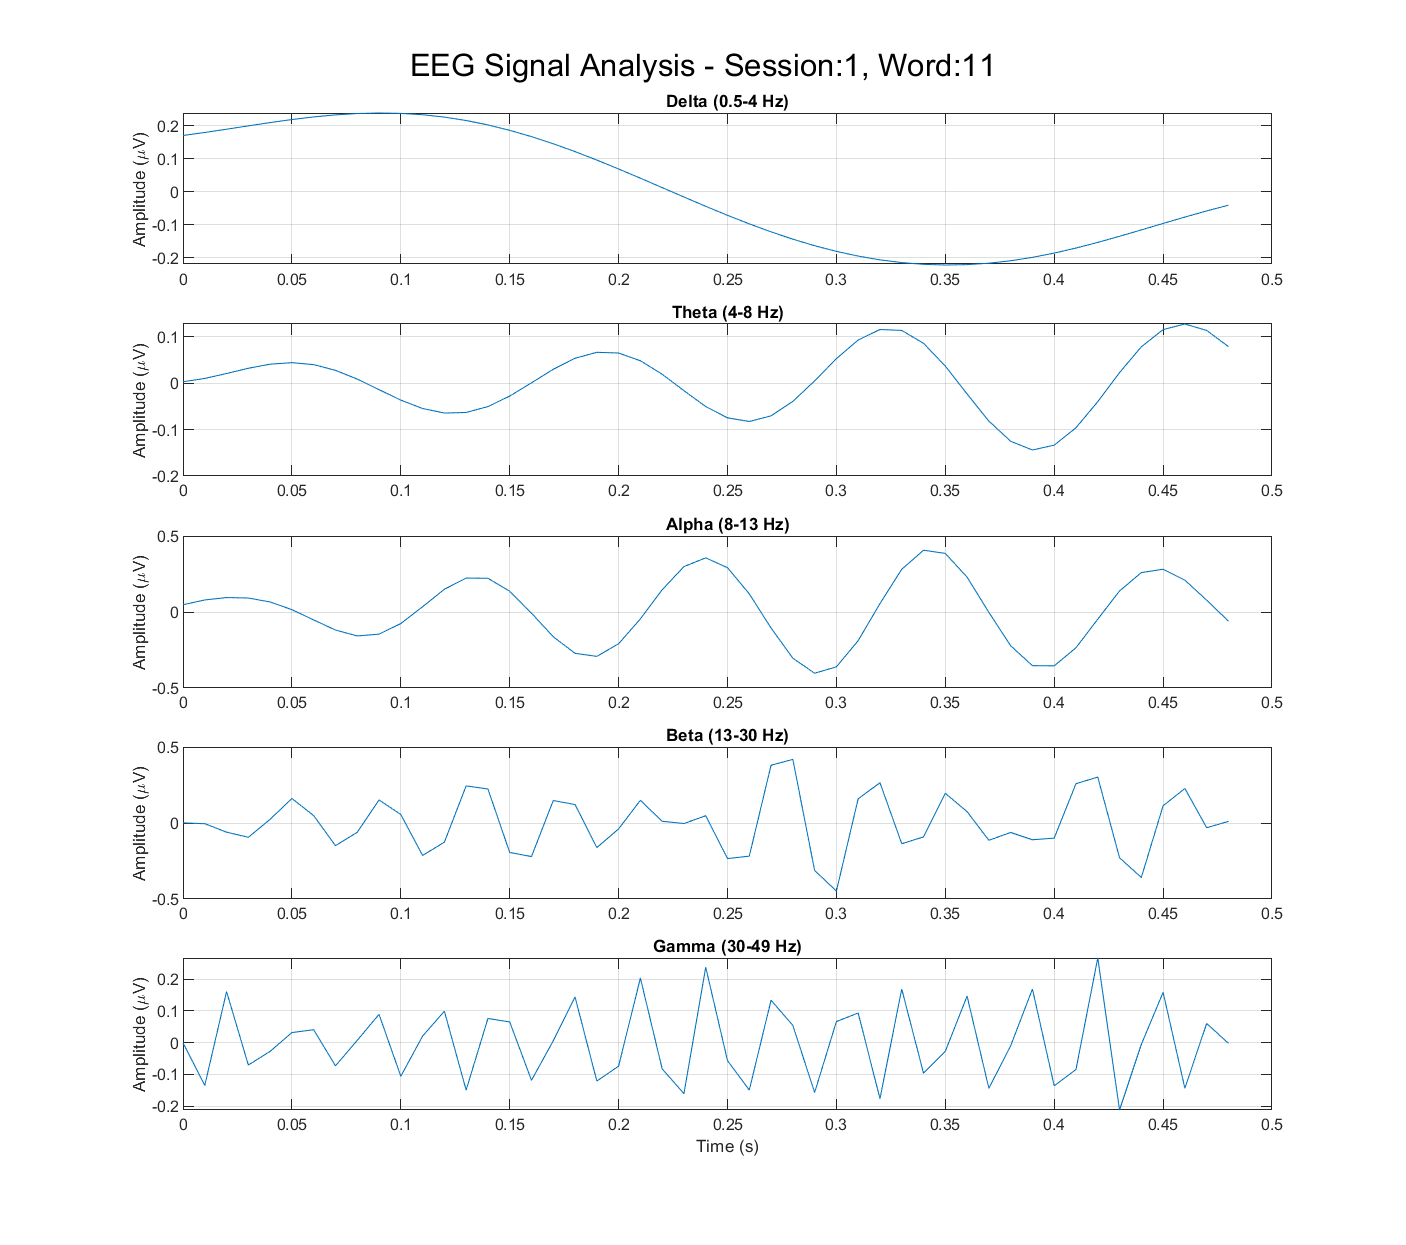 EEG Signal Analysis - Session:1, Word:11
Delta (0.5-4 Hz)
Amplitude (μV)
0.2
0.1
0
-0.1
-0.2
0 0.05 0.1 0.15 0.2 0.25 0.3 0.35 0.4 0.45 0.5
Theta (4-8 Hz)
Amplitude (μV)
0.1
0
-0.1
-0.2
0 0.05 0.1 0.15 0.2 0.25 0.3 0.35 0.4 0.45 0.5
Alpha (8-13 Hz)
Amplitude (μV)
0.5
0
-0.5
0 0.05 0.1 0.15 0.2 0.25 0.3 0.35 0.4 0.45 0.5
Beta (13-30 Hz)
Amplitude (μV)
0.5
0
-0.5
0 0.05 0.1 0.15 0.2 0.25 0.3 0.35 0.4 0.45 0.5
Gamma (30-49 Hz)
Amplitude (μV)
0.2
0.1
0
-0.1
-0.2
0 0.05 0.1 0.15 0.2 0.25 0.3 0.35 0.4 0.45 0.5
Time (s)